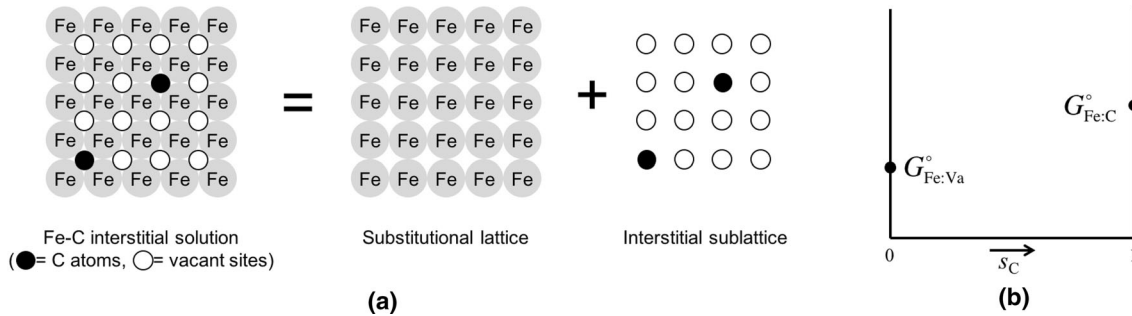 Fe Fe Fe Fe Fe
Fe Fe Fe Fe Fe
Fe Fe Fe Fe Fe
Fe Fe Fe Fe Fe
Fe Fe Fe Fe Fe
=
Fe Fe Fe Fe Fe
Fe Fe Fe Fe Fe
Fe Fe Fe Fe Fe
Fe Fe Fe Fe Fe
Fe Fe Fe Fe Fe
+
Fe-C interstitial solution
(●= C atoms, ○= vacant sites)
Substitutional lattice
Interstitial sublattice
(a)
G°Fe:C
G°Fe:Va
0
sC
(b)